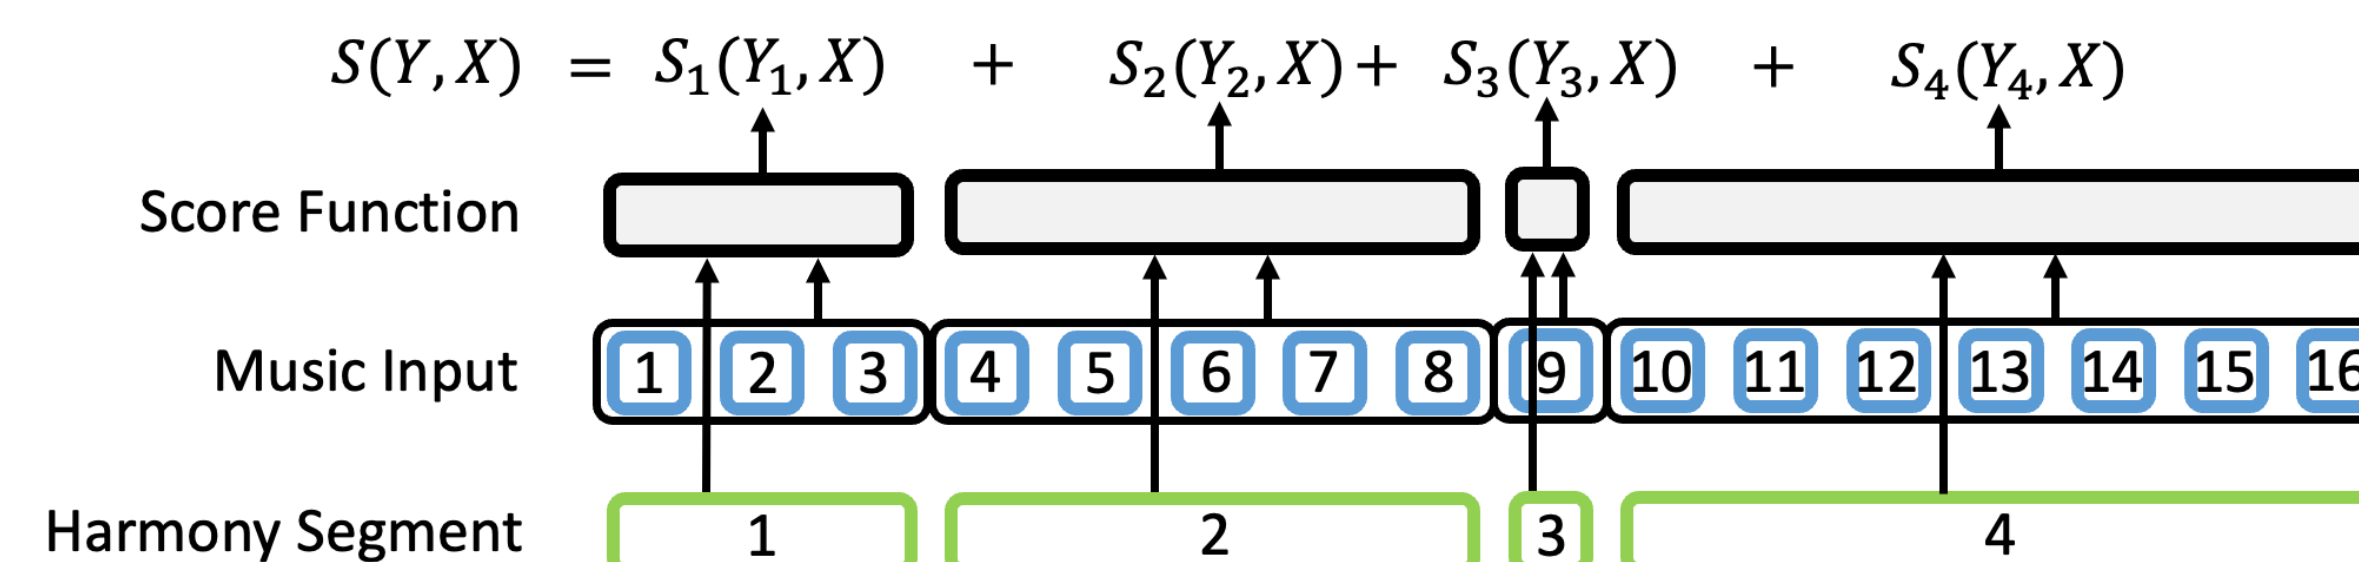 S(Y, X) = S₁(Y₁, X) + S₂(Y₂, X) + S₃(Y₃, X) + S₄(Y₄, X)
Score Function
Music Input 1 2 3 4 5 6 7 8 9 10 11 12 13 14 15 16
Harmony Segment 1 2 3 4